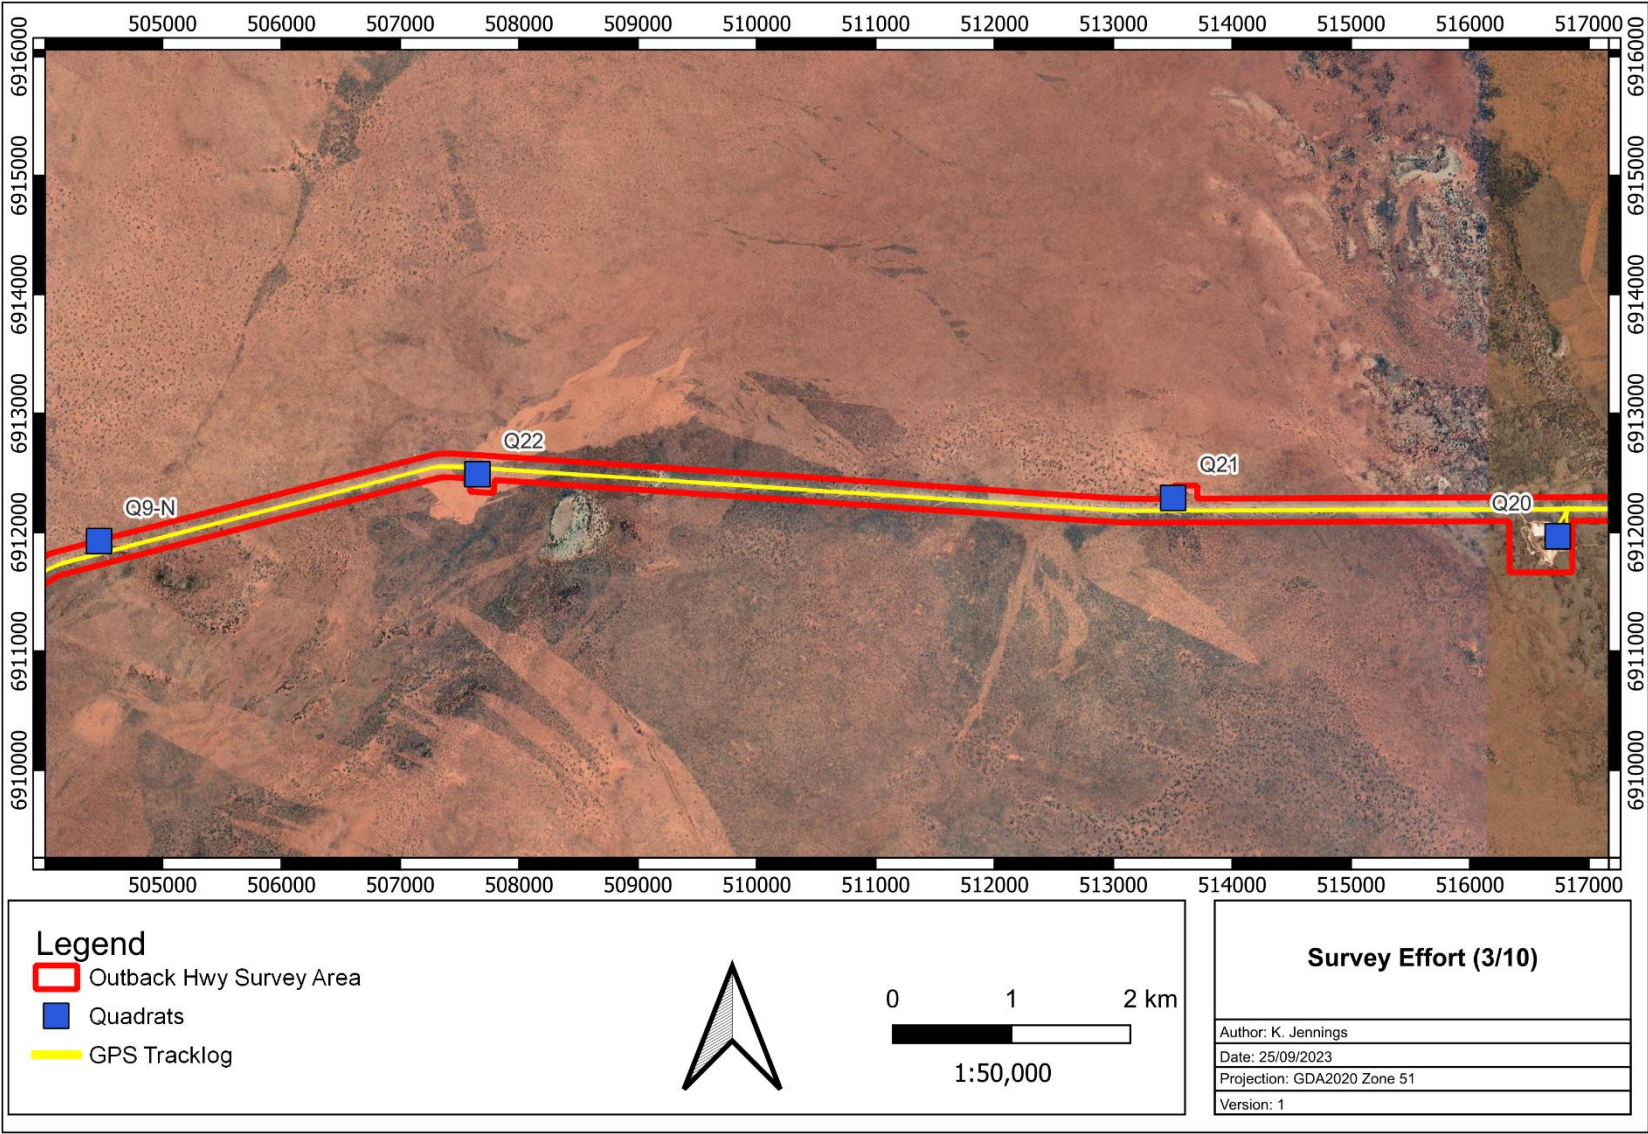 505000 506000 507000 508000 509000 510000 511000 512000 513000 514000 515000 516000 517000
6916000 6916000
6915000 6915000
6914000 6914000
6913000 6913000
Q22
Q21
Q9-N
Q20
6912000 6912000
6911000 6911000
6910000 6910000
505000 506000 507000 508000 509000 510000 511000 512000 513000 514000 515000 516000 517000
Legend
Outback Hwy Survey Area
Quadrats
GPS Tracklog
0 1 2 km
1:50,000
Survey Effort (3/10)
Author: K. Jennings
Date: 25/09/2023
Projection: GDA2020 Zone 51
Version: 1